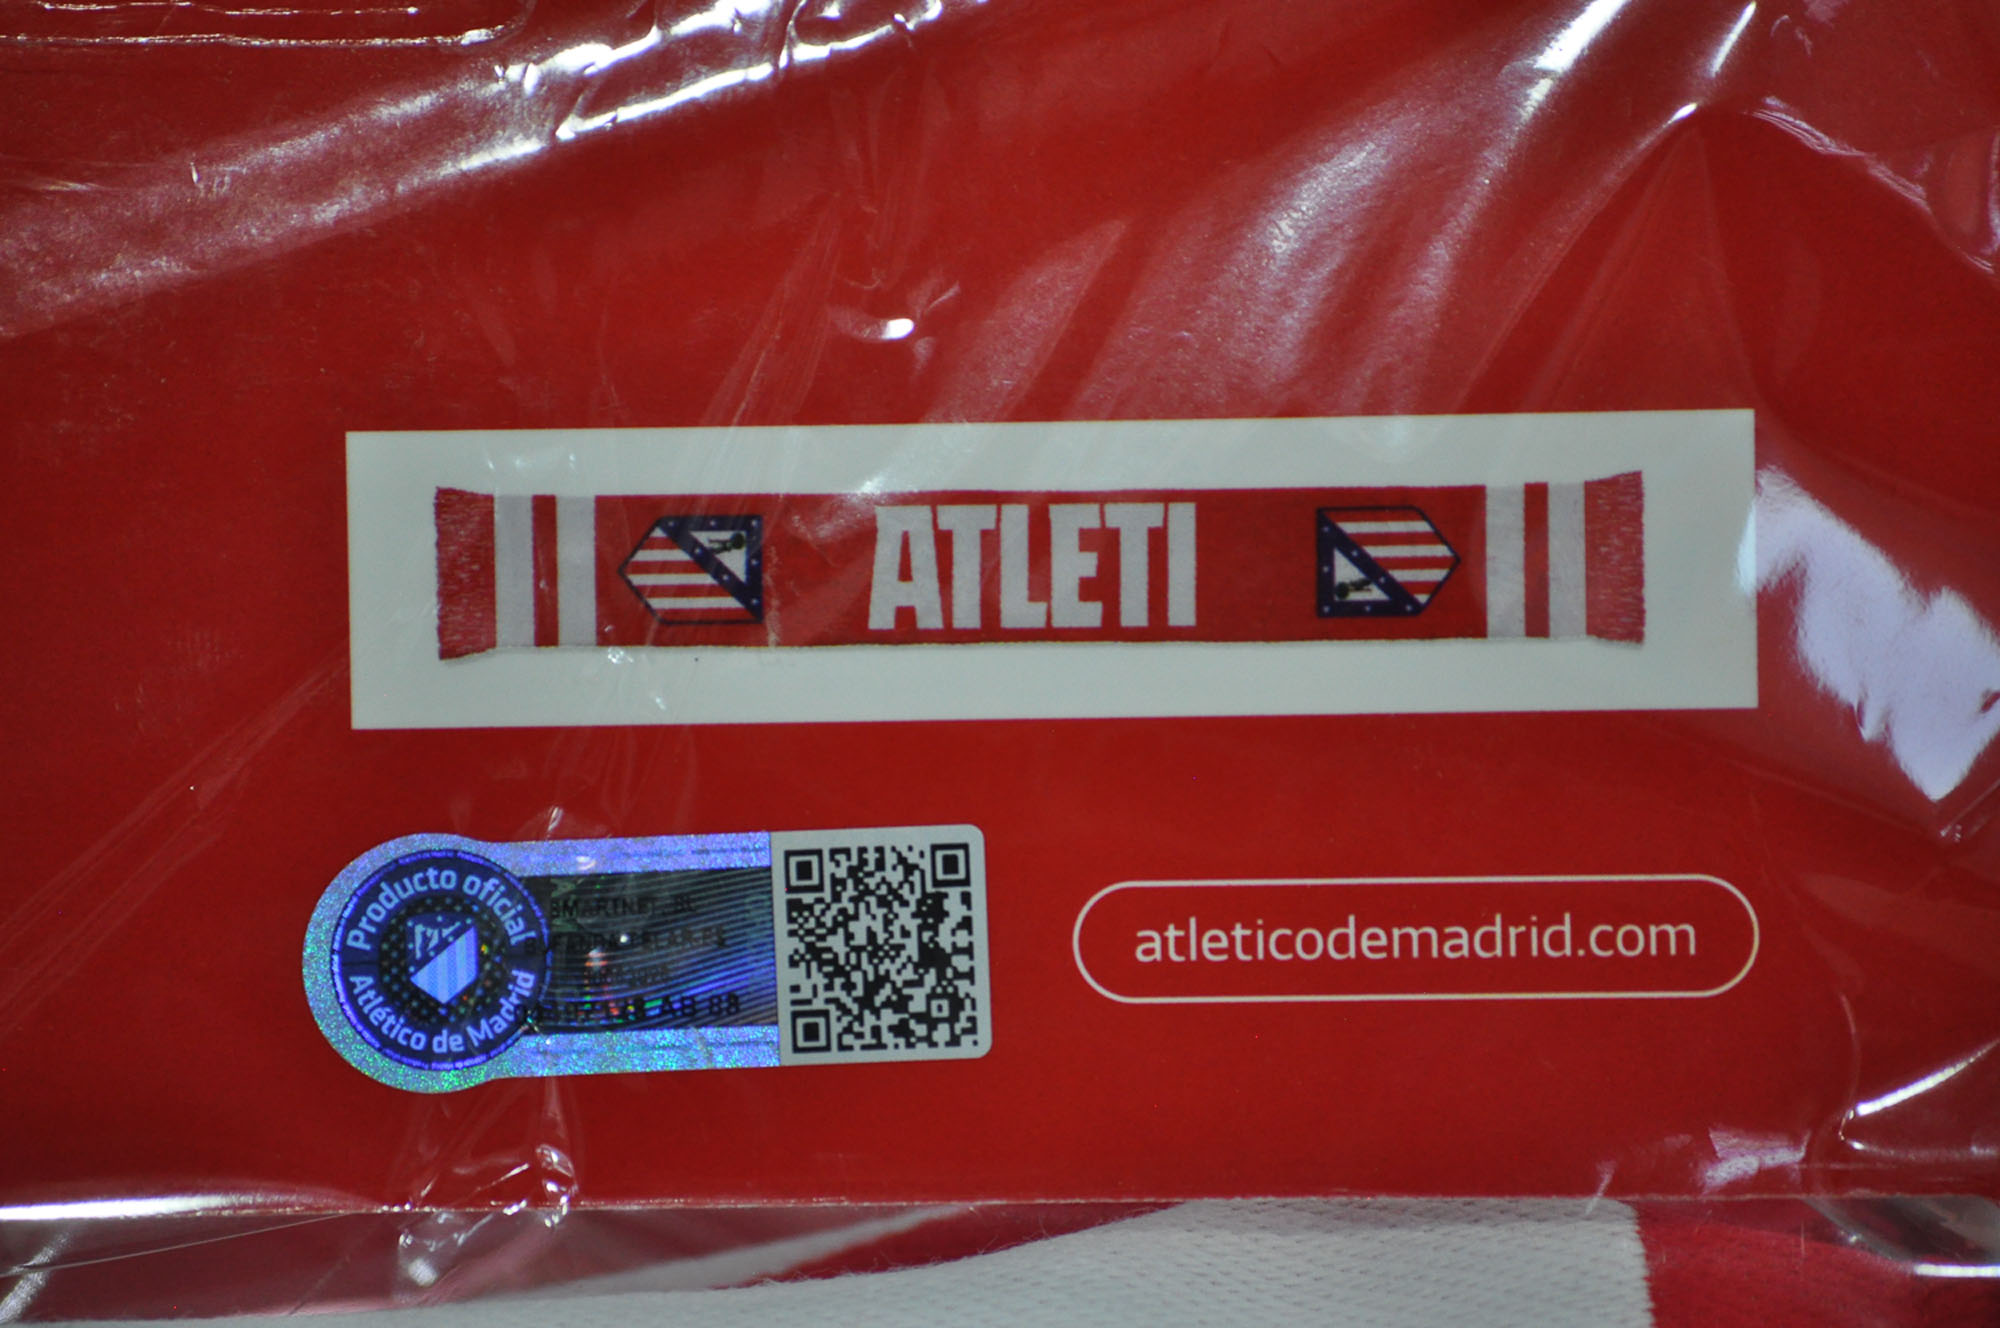 ATLETI
Producto oficial
Atlético de Madrid
atleticodemadrid.com